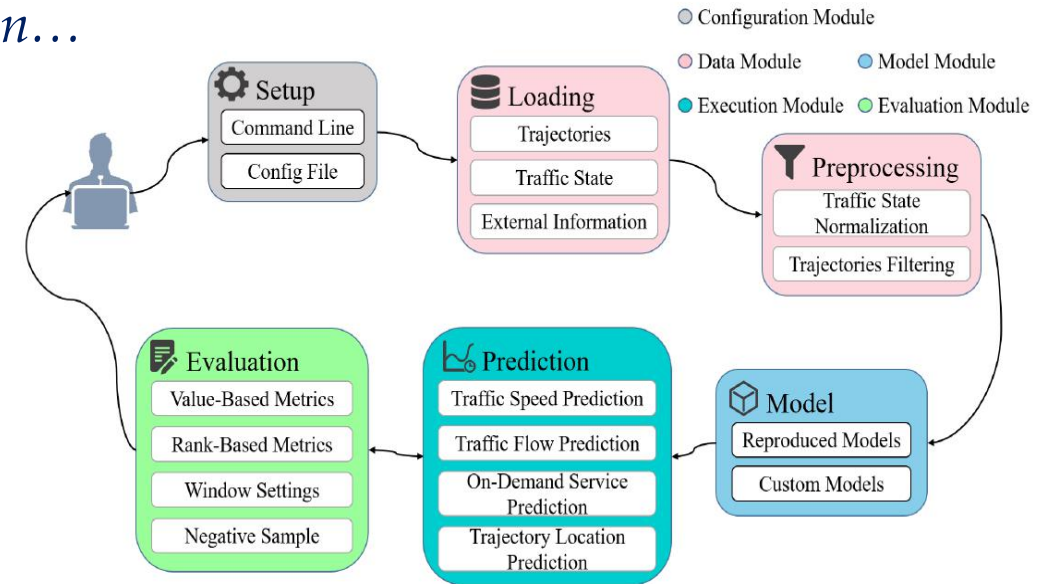 n...
Configuration Module
Data Module
Model Module
Execution Module
Evaluation Module
Setup
Command Line
Config File
Loading
Trajectories
Traffic State
External Information
Preprocessing
Traffic State
Normalization
Trajectories Filtering
Model
Reproduced Models
Custom Models
Prediction
Traffic Speed Prediction
Traffic Flow Prediction
On-Demand Service
Prediction
Trajectory Location
Prediction
Evaluation
Value-Based Metrics
Rank-Based Metrics
Window Settings
Negative Sample